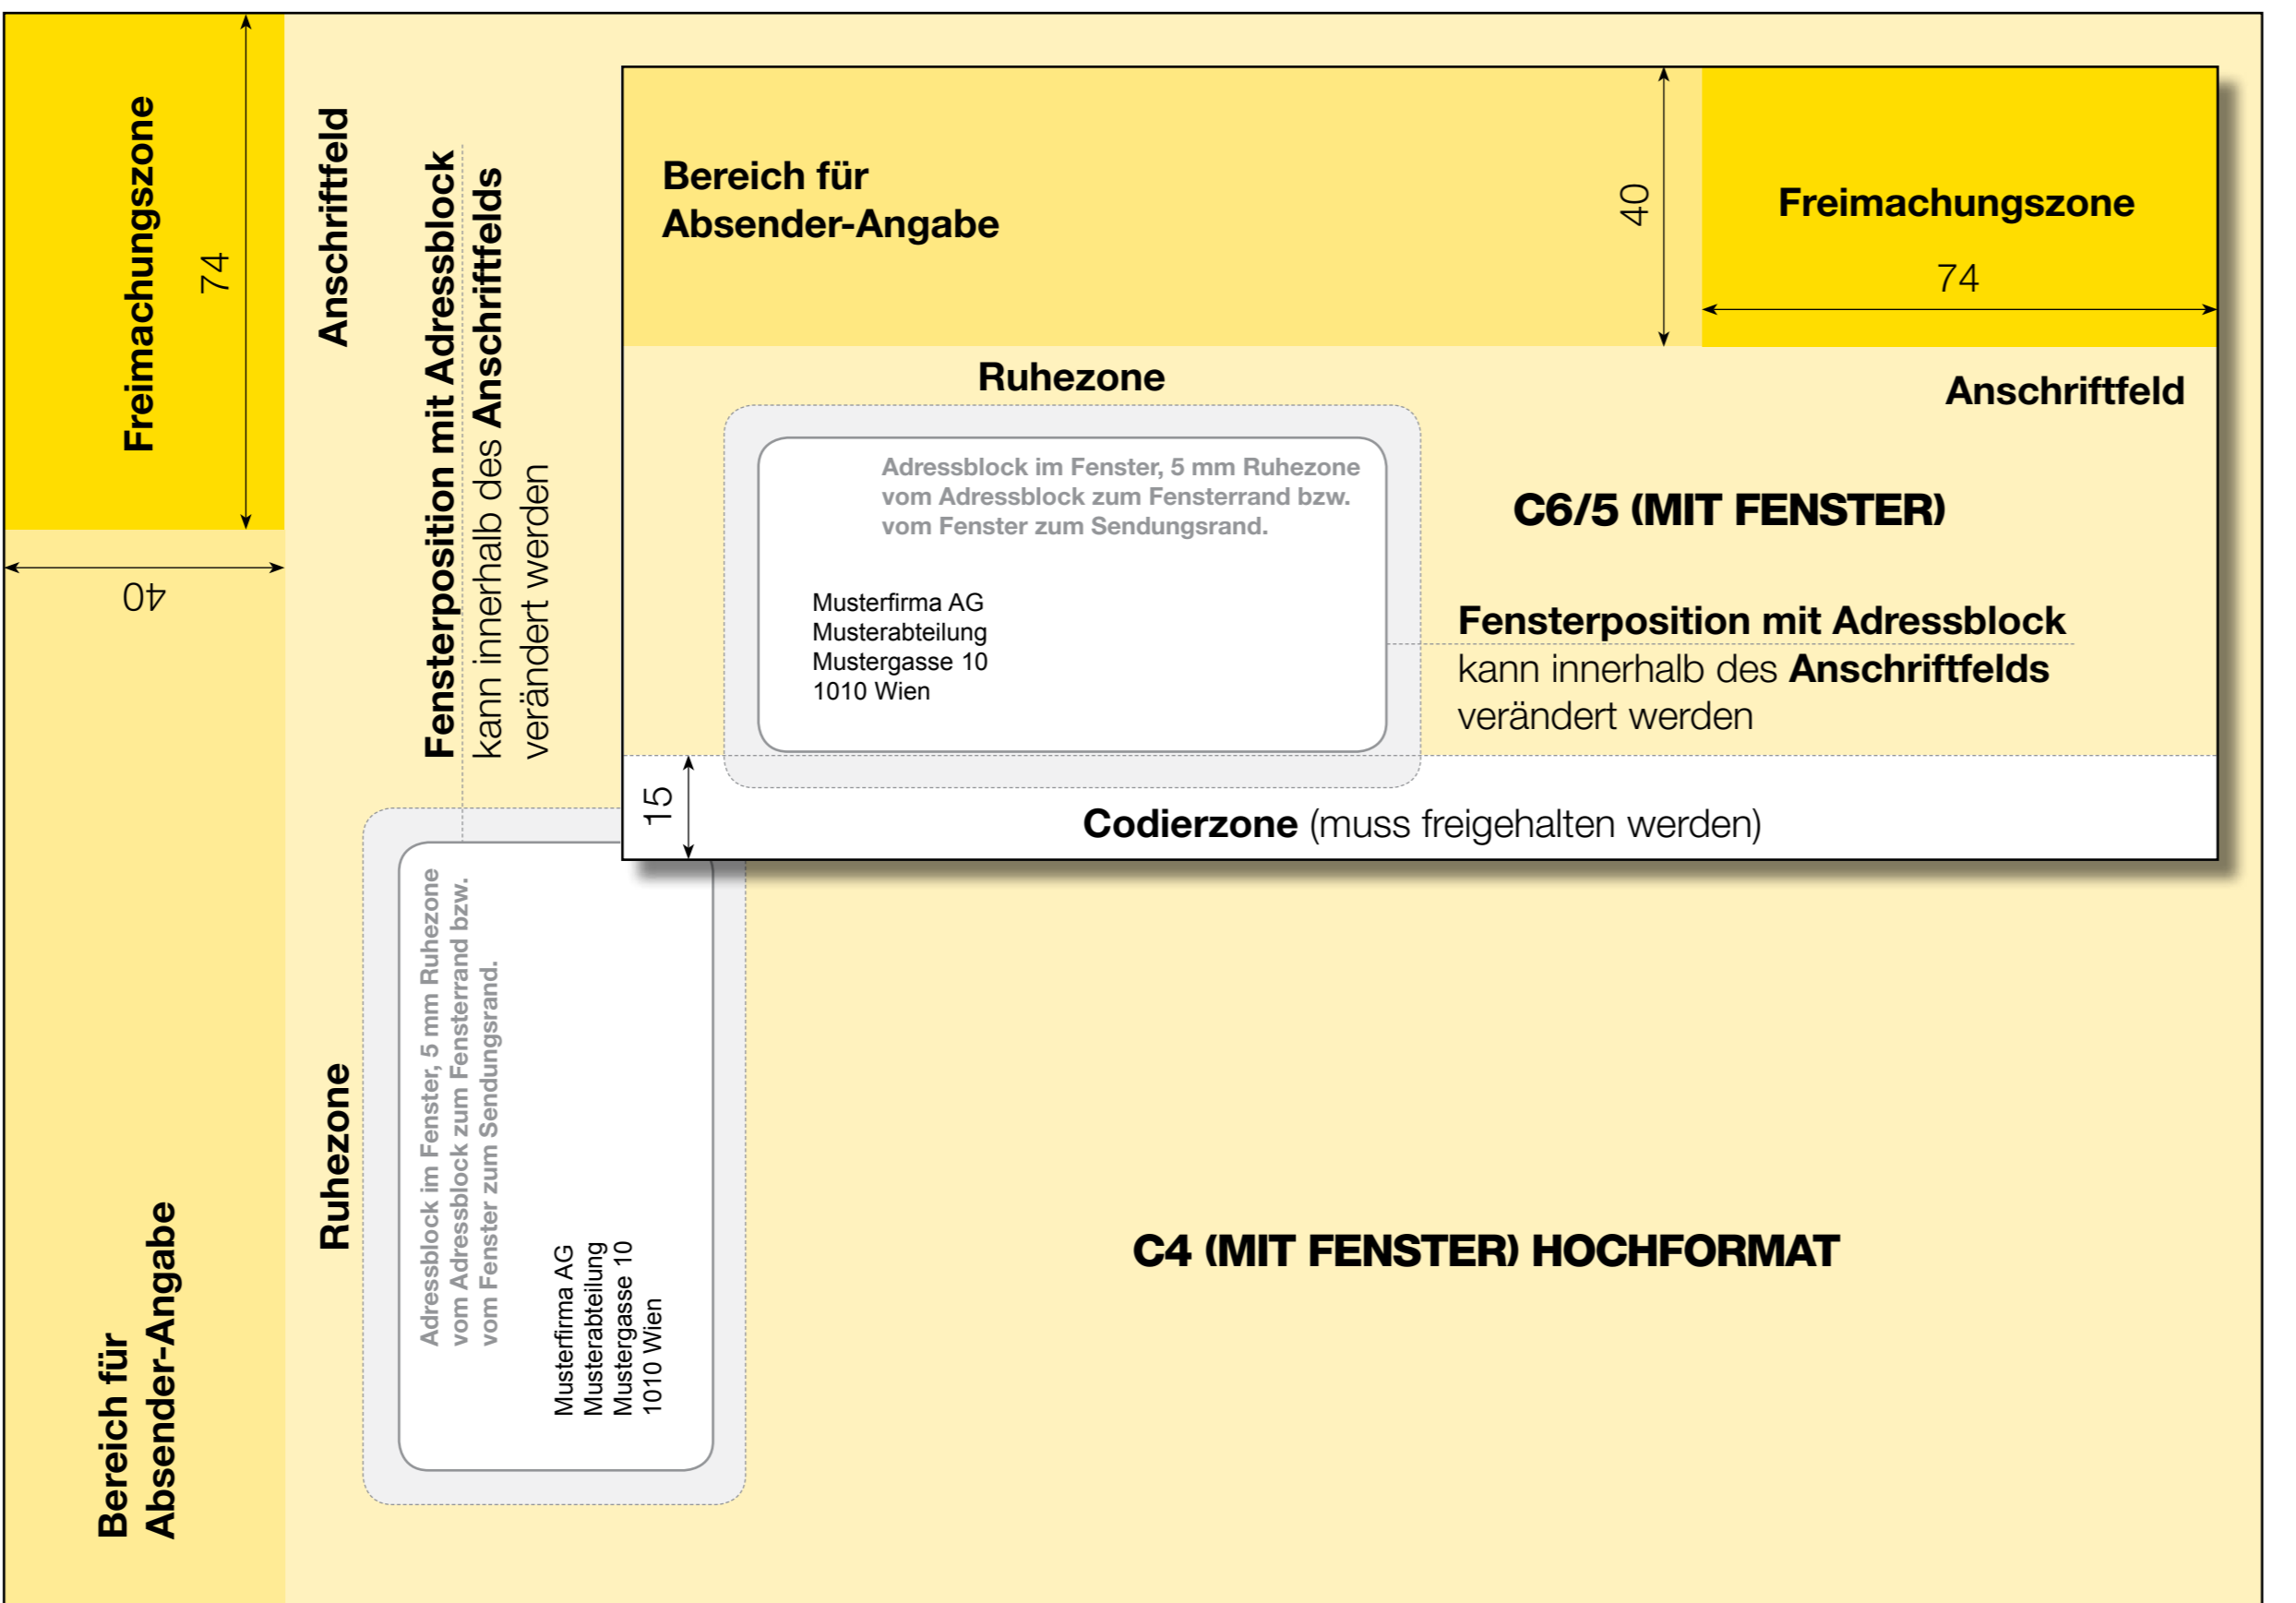 Freimachungszone
74
40
Anschriftfeld
Fensterposition mit Adressblock
kann innerhalb des Anschriftfelds
verändert werden
Ruhezone
Adressblock im Fenster, 5 mm Ruhezone
vom Adressblock zum Fensterrand bzw.
vom Fenster zum Sendungsrand.
Musterfirma AG
Musterabteilung
Mustergasse 10
1010 Wien
Bereich für
Absender-Angabe
C4 (MIT FENSTER) HOCHFORMAT
Bereich für
Absender-Angabe
40
Freimachungszone
74
Ruhezone
Anschriftfeld
Adressblock im Fenster, 5 mm Ruhezone
vom Adressblock zum Fensterrand bzw.
vom Fenster zum Sendungsrand.
Musterfirma AG
Musterabteilung
Mustergasse 10
1010 Wien
C6/5 (MIT FENSTER)
Fensterposition mit Adressblock
kann innerhalb des Anschriftfelds
verändert werden
15
Codierzone (muss freigehalten werden)